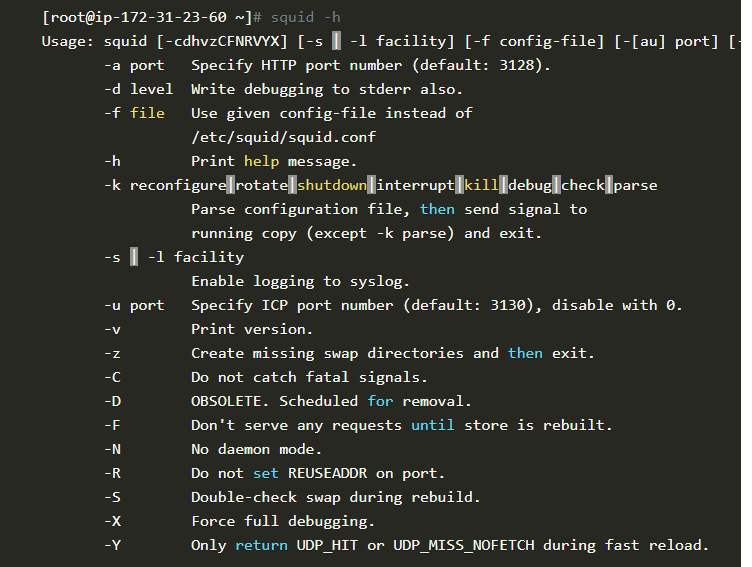 [root@ip-172-31-23-60 ~]# squid -h
Usage: squid [-cdhvzCFNRVYX] [-s | -l facility] [-f config-file] [-[au] port] [-
-a port   Specify HTTP port number (default: 3128).
-d level  Write debugging to stderr also.
-f file   Use given config-file instead of
/etc/squid/squid.conf
-h        Print help message.
-k reconfigure|rotate|shutdown|interrupt|kill|debug|check|parse
Parse configuration file, then send signal to
running copy (except -k parse) and exit.
-s | -l facility
Enable logging to syslog.
-u port   Specify ICP port number (default: 3130), disable with 0.
-v        Print version.
-z        Create missing swap directories and then exit.
-C        Do not catch fatal signals.
-D        OBSOLETE. Scheduled for removal.
-F        Don't serve any requests until store is rebuilt.
-N        No daemon mode.
-R        Do not set REUSEADDR on port.
-S        Double-check swap during rebuild.
-X        Force full debugging.
-Y        Only return UDP_HIT or UDP_MISS_NOFETCH during fast reload.